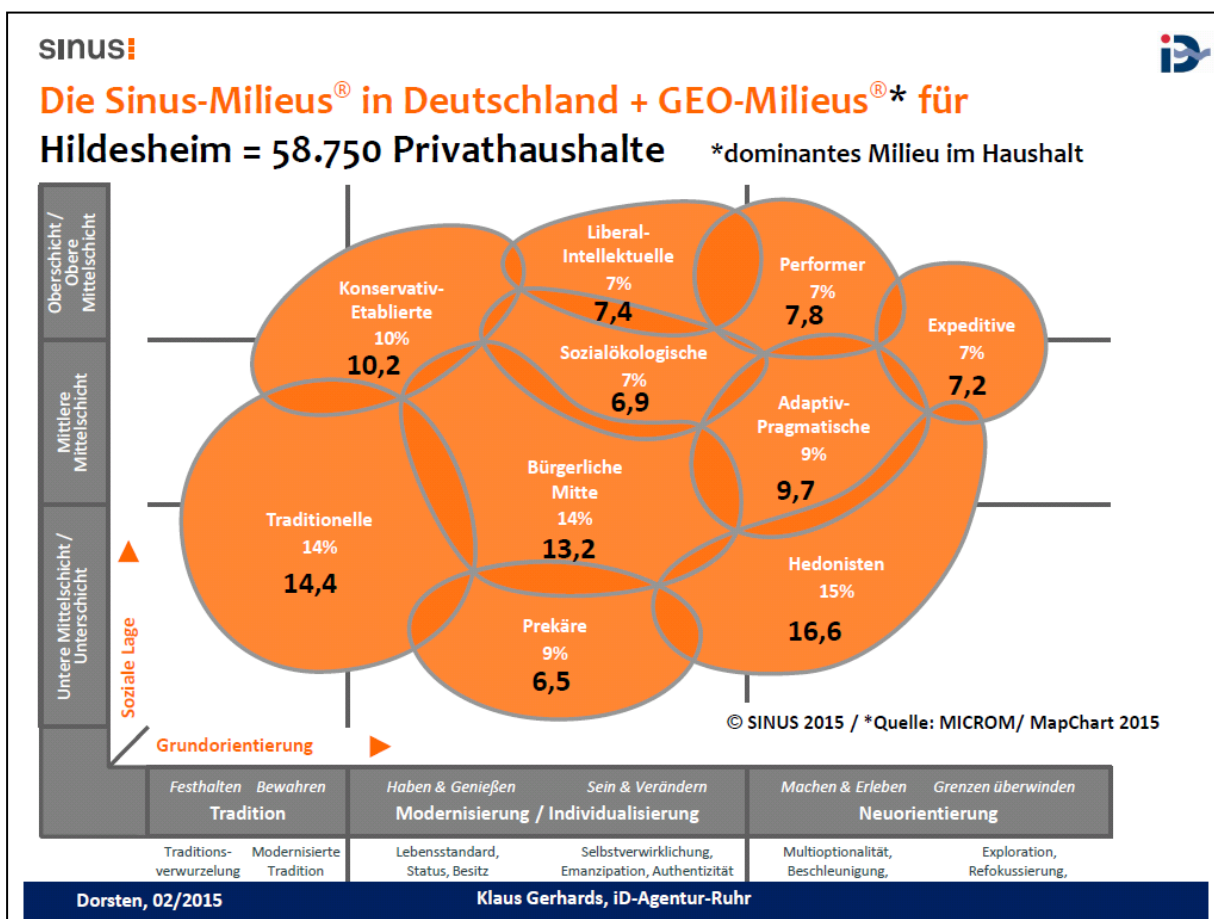 sinus:
iD
Die Sinus-Milieus® in Deutschland + GEO-Milieus®* für
Hildesheim = 58.750 Privathaushalte *dominantes Milieu im Haushalt
Oberschicht /
Obere
Mittelschicht
Mittlere
Mittelschicht
Untere Mittelschicht /
Unterschicht
Soziale Lage
Liberal-
Intellektuelle
7%
7,4
Performer
7%
7,8
Konservativ-
Etablierte
10%
10,2
Expeditive
7%
7,2
Sozialökologische
7%
6,9
Adaptiv-
Pragmatische
9%
9,7
Bürgerliche
Mitte
14%
13,2
Traditionelle
14%
14,4
Hedonisten
15%
16,6
Prekäre
9%
6,5
© SINUS 2015 / *Quelle: MICROM/ MapChart 2015
Grundorientierung
Festhalten Bewahren
Tradition
Haben & Genießen Sein & Verändern
Modernisierung / Individualisierung
Machen & Erleben Grenzen überwinden
Neuorientierung
Traditions-
verwurzelung
Modernisierte
Tradition
Lebensstandard,
Status, Besitz
Selbstverwirklichung,
Emanzipation, Authentizität
Multioptionalität,
Beschleunigung,
Exploration,
Refokussierung,
Dorsten, 02/2015 Klaus Gerhards, iD-Agentur-Ruhr